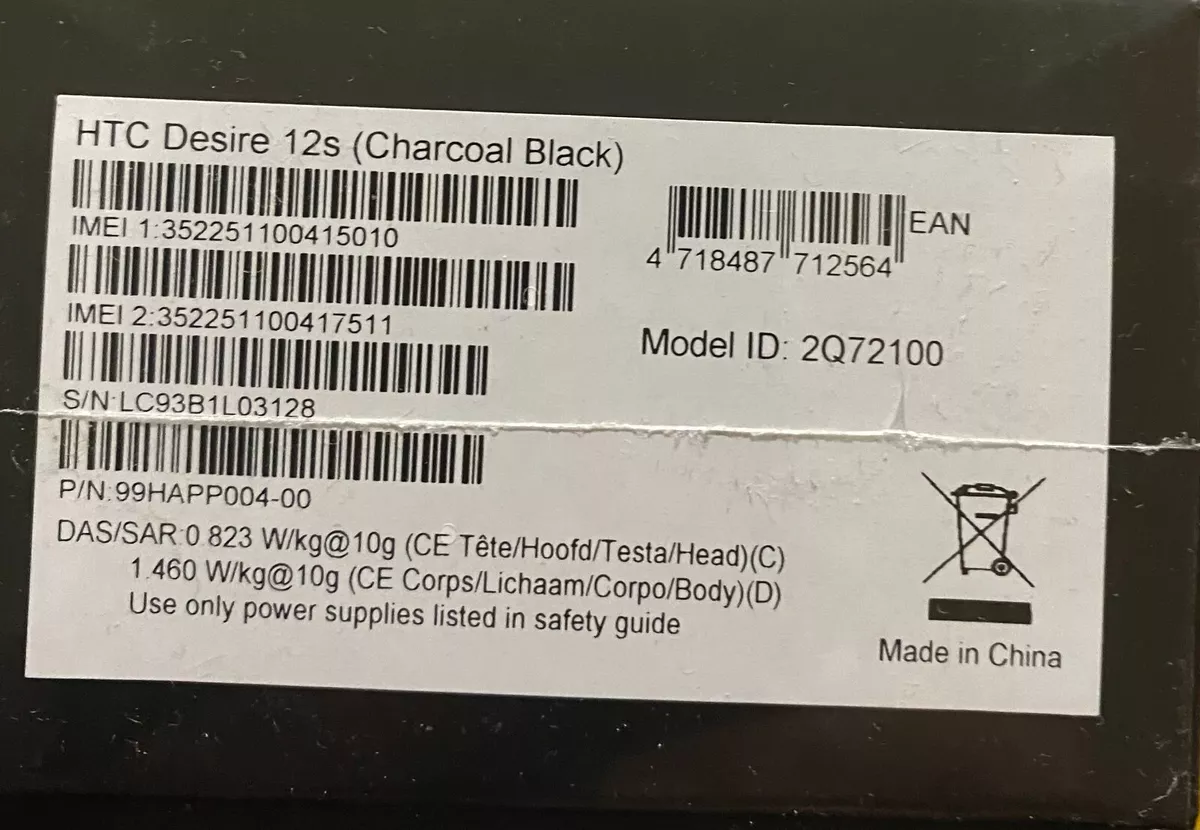 HTC Desire 12s (Charcoal Black)
IMEI 1:352251100415010
IMEI 2:352251100417511
S/N:LC93B1L03128
P/N:99HAPP004-00
DAS/SAR:0.823 W/kg@10g (CE Tête/Hoofd/Testa/Head)(C)
1.460 W/kg@10g (CE Corps/Lichaam/Corpo/Body)(D)
Use only power supplies listed in safety guide
EAN
4 718487 712564
Model ID: 2Q72100
Made in China